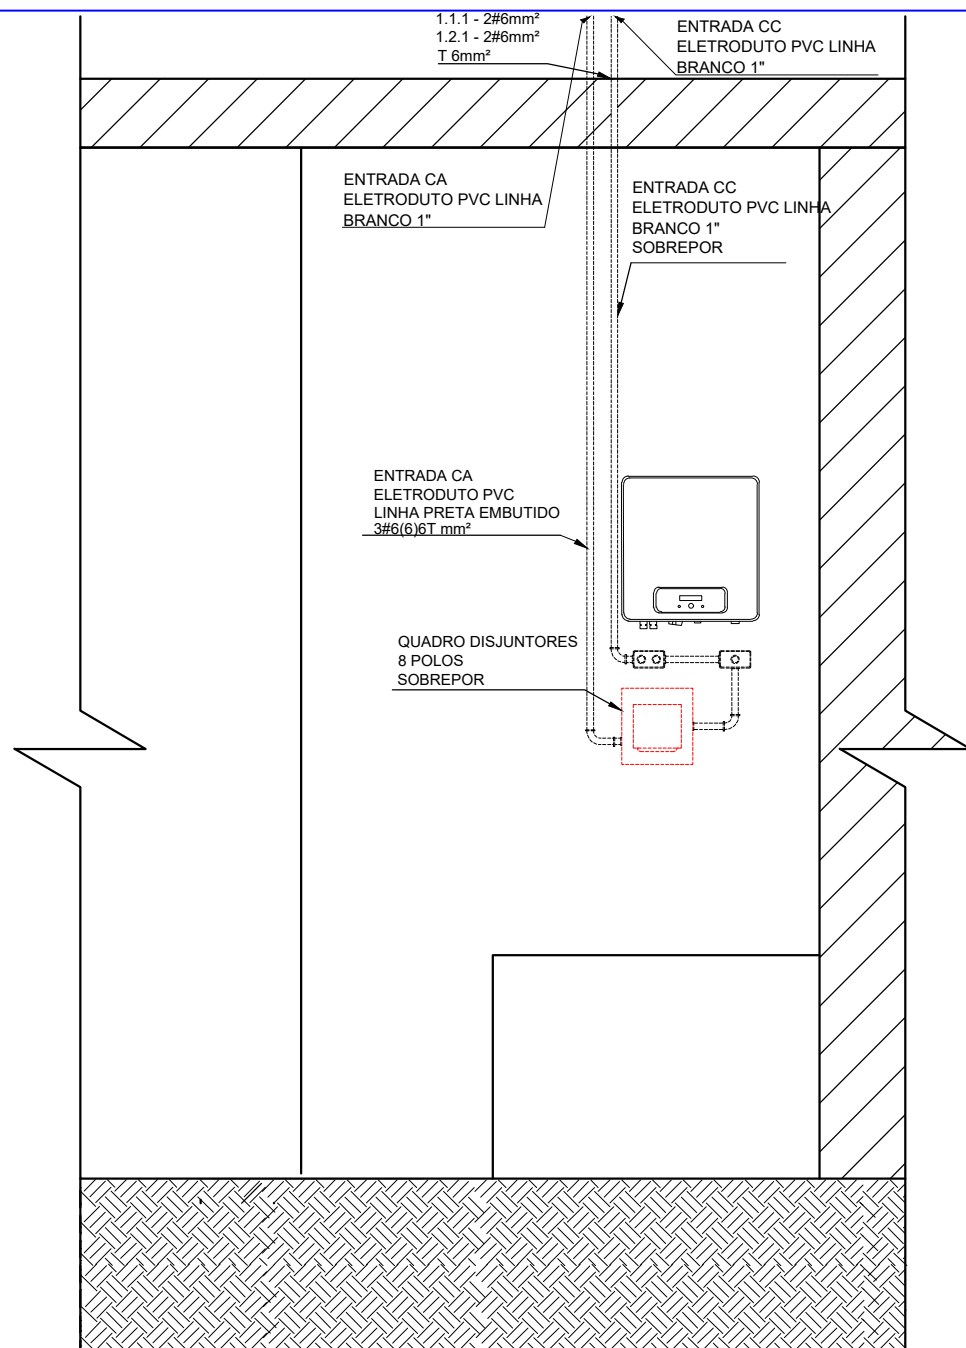 1.1.1 - 2#6mm²
1.2.1 - 2#6mm²
T 6mm²
ENTRADA CC
ELETRODUTO PVC LINHA
BRANCO 1"
ENTRADA CA
ELETRODUTO PVC LINHA
BRANCO 1"
ENTRADA CC
ELETRODUTO PVC LINHA
BRANCO 1"
SOBREPOR
ENTRADA CA
ELETRODUTO PVC
LINHA PRETA EMBUTIDO
3#6(6)6T mm²
QUADRO DISJUNTORES
8 POLOS
SOBREPOR